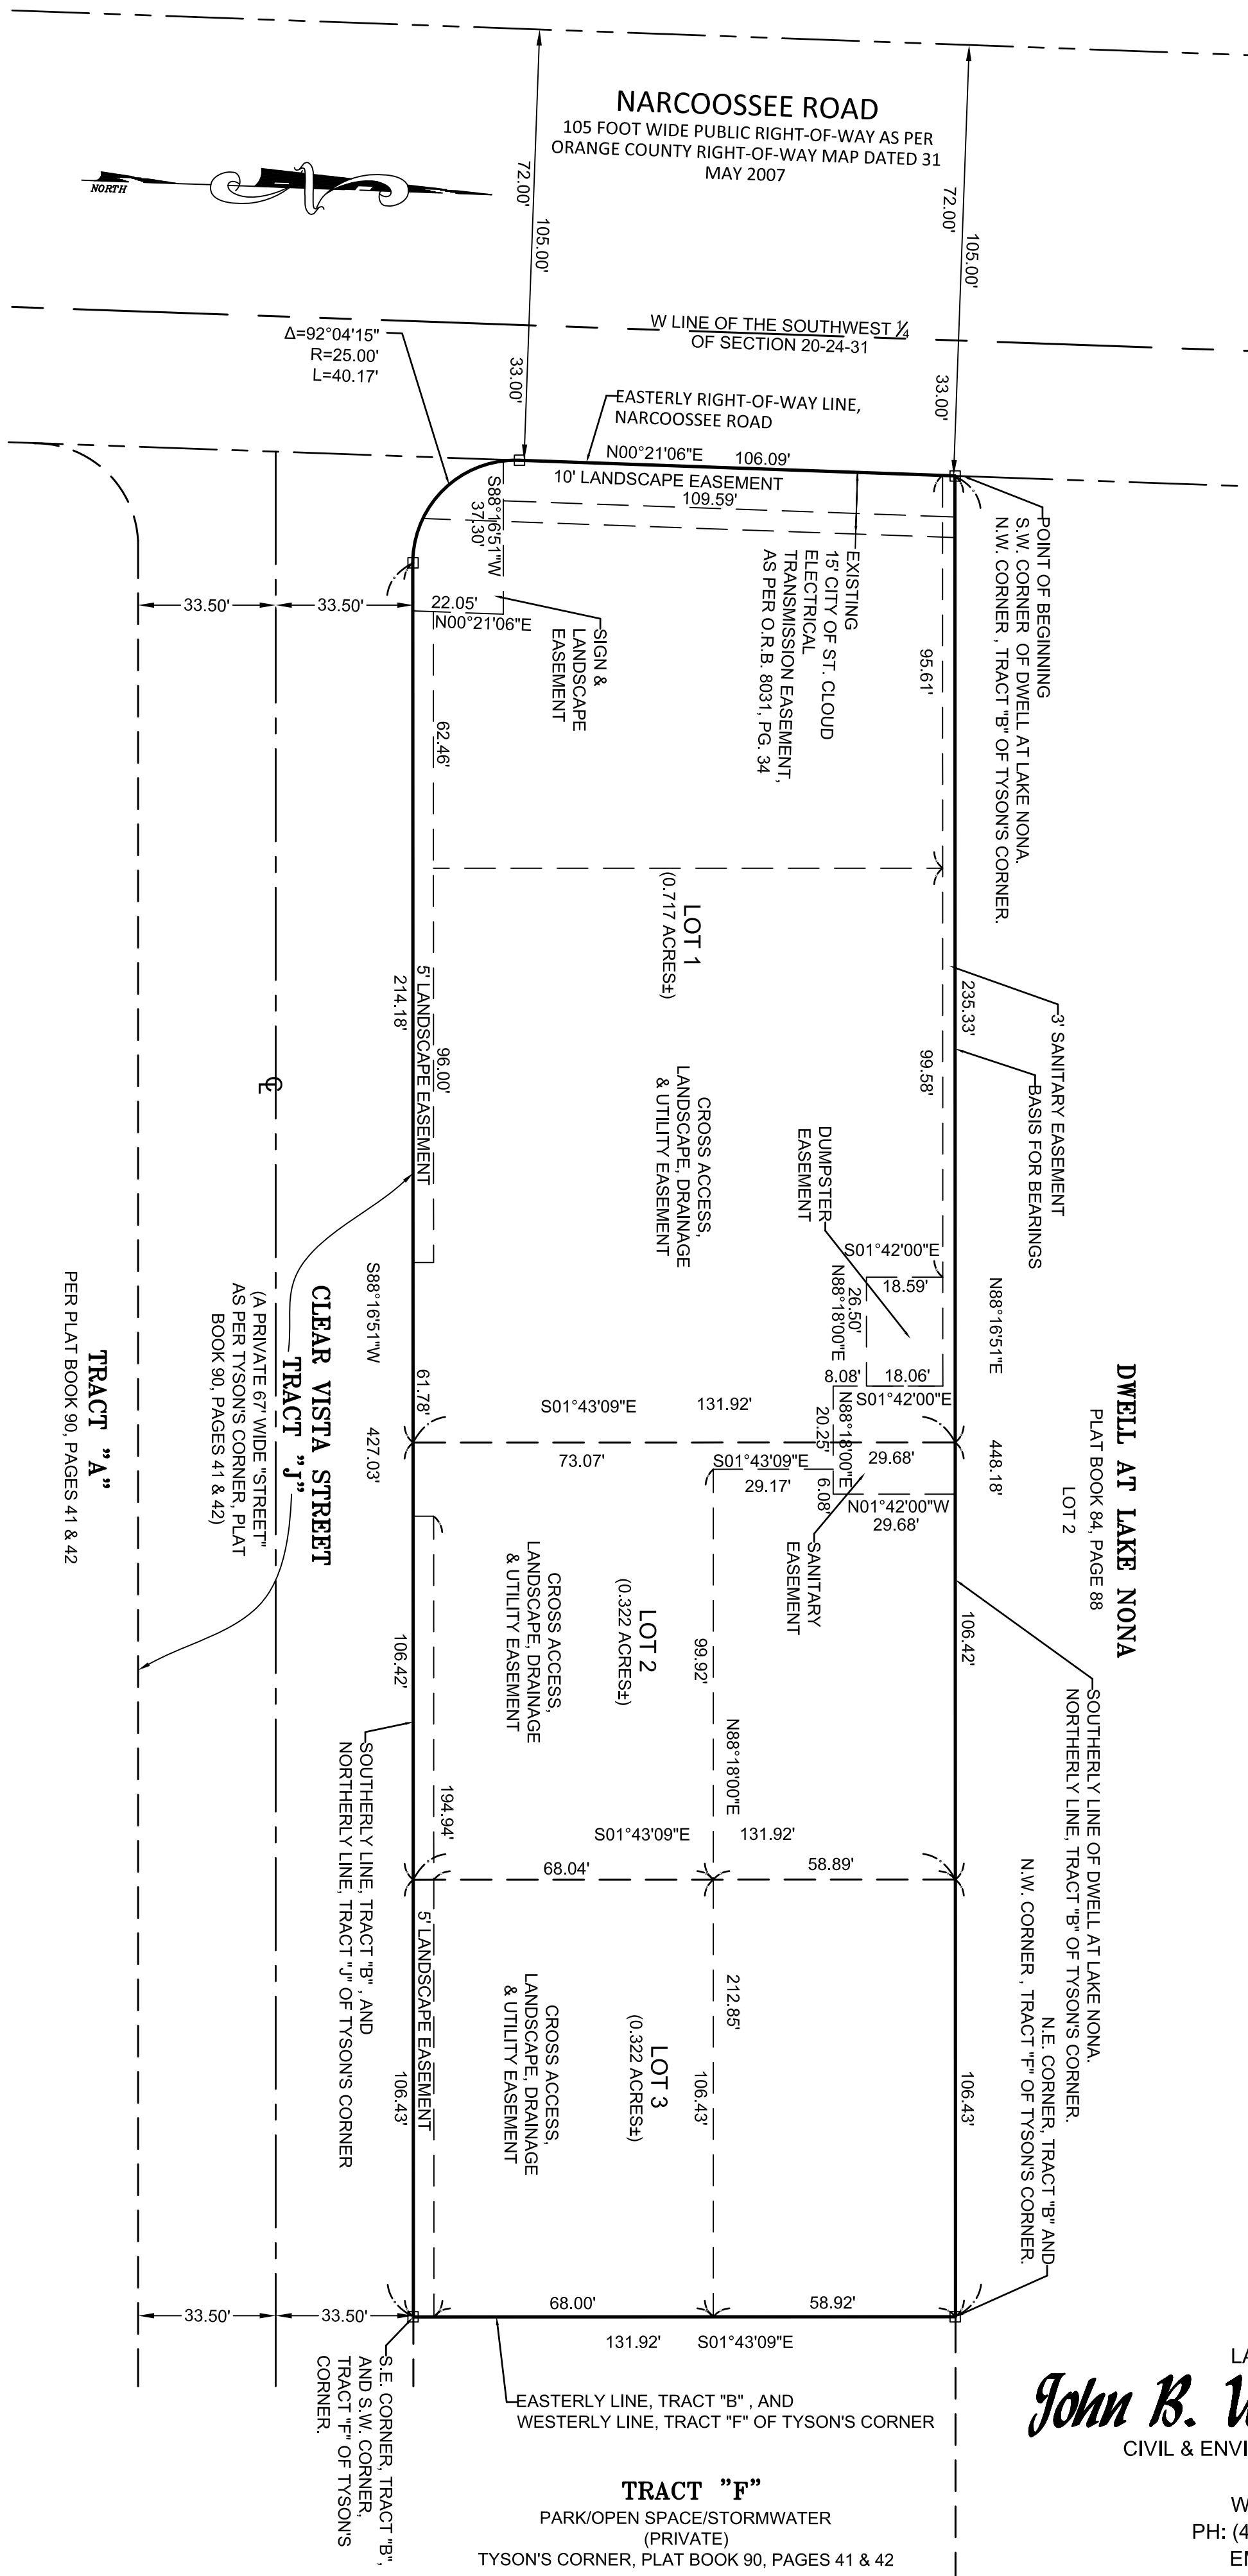 NARCOOSSEE ROAD
105 FOOT WIDE PUBLIC RIGHT-OF-WAY AS PER
ORANGE COUNTY RIGHT-OF-WAY MAP DATED 31
MAY 2007
NORTH
72.00'
105.00'
72.00'
105.00'
W LINE OF THE SOUTHWEST ¼
OF SECTION 20-24-31
Δ=92°04'15"
R=25.00'
L=40.17'
33.00'
33.00'
EASTERLY RIGHT-OF-WAY LINE,
NARCOOSSEE ROAD
N00°21'06"E 106.09'
10' LANDSCAPE EASEMENT
109.59'
S88°16'51"W
37.30'
POINT OF BEGINNING
S.W. CORNER OF DWELL AT LAKE NONA.
N.W. CORNER , TRACT "B" OF TYSON'S CORNER.
EXISTING
15' CITY OF ST. CLOUD
ELECTRICAL
TRANSMISSION EASEMENT,
AS PER O.R.B. 8031, PG. 34
33.50'
33.50'
22.05'
N00°21'06"E
SIGN &
LANDSCAPE
EASEMENT
95.61'
62.46'
LOT 1
(0.717 ACRES±)
235.33'
3' SANITARY EASEMENT
BASIS FOR BEARINGS
5' LANDSCAPE EASEMENT
214.18'
96.00'
99.58'
℄
CROSS ACCESS,
LANDSCAPE, DRAINAGE
& UTILITY EASEMENT
DUMPSTER
EASEMENT
S01°42'00"E
18.59'
26.50'
N88°18'00"E
N88°16'51"E
448.18'
DWELL AT LAKE NONA
PLAT BOOK 84, PAGE 88
LOT 2
8.08'
18.06'
S01°42'00"E
S88°16'51"W
427.03'
61.78'
S01°43'09"E 131.92'
CLEAR VISTA STREET
TRACT "J"
(A PRIVATE 67' WIDE "STREET"
AS PER TYSON'S CORNER, PLAT
BOOK 90, PAGES 41 & 42)
TRACT "A"
PER PLAT BOOK 90, PAGES 41 & 42
73.07'
S01°43'09"E
29.17'
N88°18'00"E
20.25'
6.08'
29.68'
N01°42'00"W
29.68'
SANITARY
EASEMENT
CROSS ACCESS,
LANDSCAPE, DRAINAGE
& UTILITY EASEMENT
LOT 2
(0.322 ACRES±)
99.92'
N88°18'00"E
106.42'
106.42'
SOUTHERLY LINE OF DWELL AT LAKE NONA.
NORTHERLY LINE, TRACT "B" OF TYSON'S CORNER.
SOUTHERLY LINE, TRACT "B" , AND
NORTHERLY LINE, TRACT "J" OF TYSON'S CORNER
194.94'
S01°43'09"E 131.92'
68.04'
58.89'
N.E. CORNER, TRACT "B" AND
N.W. CORNER , TRACT "F" OF TYSON'S CORNER.
5' LANDSCAPE EASEMENT
106.43'
CROSS ACCESS,
LANDSCAPE, DRAINAGE
& UTILITY EASEMENT
LOT 3
(0.322 ACRES±)
212.85'
106.43'
106.43'
33.50'
33.50'
68.00'
58.92'
131.92' S01°43'09"E
S.E. CORNER, TRACT "B",
AND S.W. CORNER,
TRACT "F" OF TYSON'S
CORNER.
EASTERLY LINE, TRACT "B" , AND
WESTERLY LINE, TRACT "F" OF TYSON'S CORNER
TRACT "F"
PARK/OPEN SPACE/STORMWATER
(PRIVATE)
TYSON'S CORNER, PLAT BOOK 90, PAGES 41 & 42
John B.
CIVIL &
PH: (4